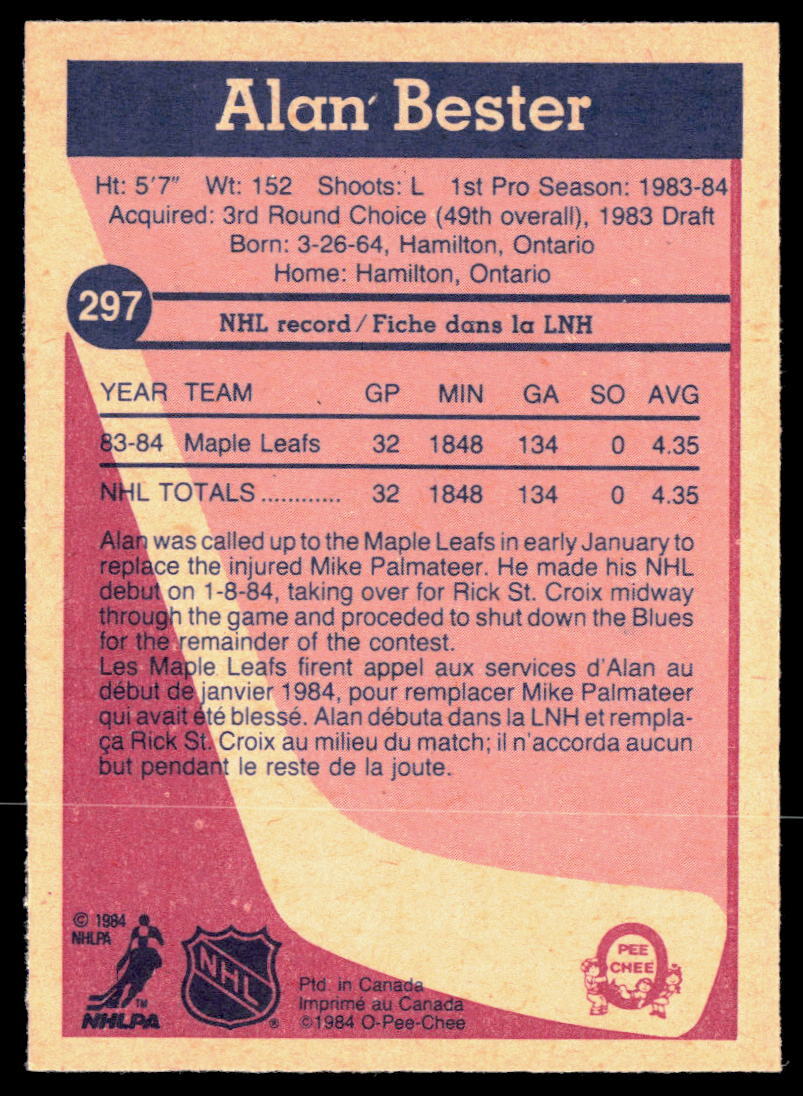 Alan Bester
Ht: 5'7" Wt: 152 Shoots: L 1st Pro Season: 1983-84
Acquired: 3rd Round Choice (49th overall), 1983 Draft
Born: 3-26-64, Hamilton, Ontario
Home: Hamilton, Ontario
297
NHL record/Fiche dans la LNH
YEAR TEAM GP MIN GA SO AVG
83-84 Maple Leafs 32 1848 134 0 4.35
NHL TOTALS ............ 32 1848 134 0 4.35
Alan was called up to the Maple Leafs in early January to
replace the injured Mike Palmateer. He made his NHL
debut on 1-8-84, taking over for Rick St. Croix midway
through the game and proceded to shut down the Blues
for the remainder of the contest.
Les Maple Leafs firent appel aux services d'Alan au
début de janvier 1984, pour remplacer Mike Palmateer
qui avait été blessé. Alan débuta dans la LNH et rempla-
ça Rick St. Croix au milieu du match; il n'accorda aucun
but pendant le reste de la joute.
© 1984
NHLPA
TM
NHLPA
NHL
®
Ptd. in Canada
Imprimé au Canada
©1984 O-Pee-Chee
PEE
CHEE